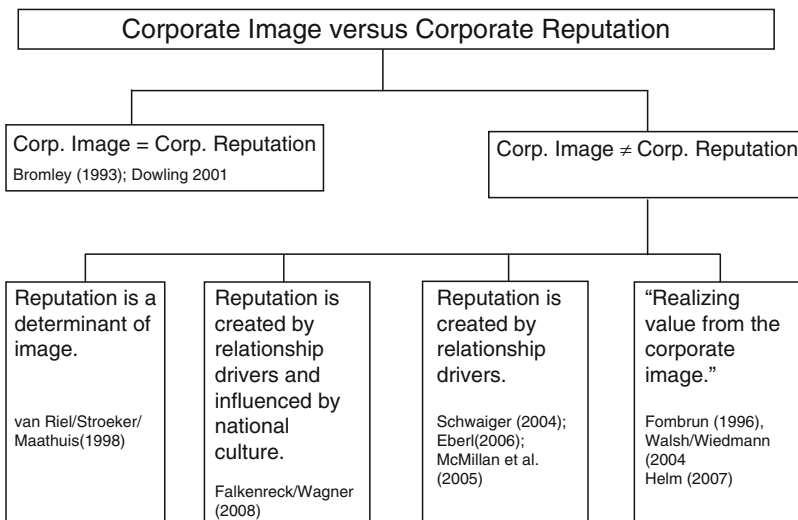 Corporate Image versus Corporate Reputation
Corp. Image = Corp. Reputation
Bromley (1993); Dowling 2001
Corp. Image ≠ Corp. Reputation
Reputation is a
determinant of
image.
van Riel/Stroeker/
Maathuis(1998)
Reputation is
created by
relationship
drivers and
influenced by
national
culture.
Falkenreck/Wagner
(2008)
Reputation is
created by
relationship
drivers.
Schwaiger (2004);
Eberl(2006);
McMillan et al.
(2005)
“Realizing
value from the
corporate
image.”
Fombrun (1996),
Walsh/Wiedmann
(2004
Helm (2007)